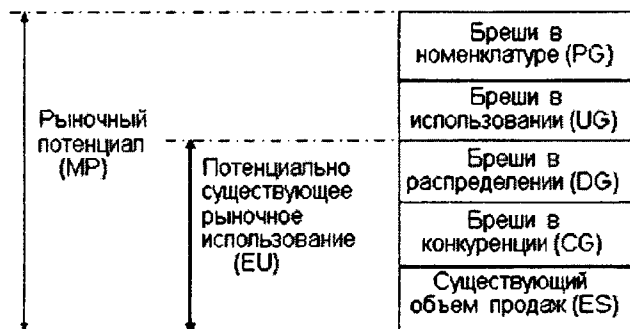 Рыночный
потенциал
(MP)
Потенциально
существующее
рыночное
использование
(EU)
Бреши в
номенклатуре (PG)
Бреши в
использовании (UG)
Бреши в
распределении (DG)
Бреши в
конкуренции (CG)
Существующий
объем продаж (ES)